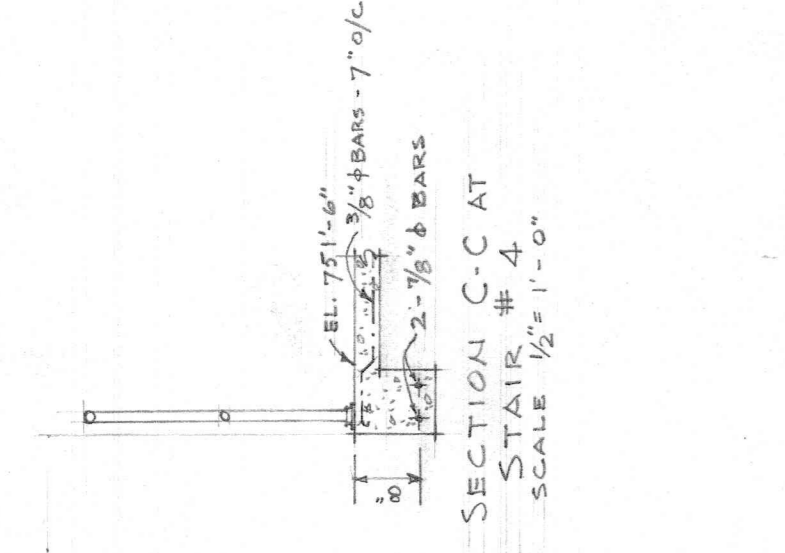 EL. 751'-6"
3/8" ϕ BARS - 7" O/C
2 - 7/8" ϕ BARS
8"
SECTION C-C AT
STAIR # 4
SCALE 1/2" = 1'-0"